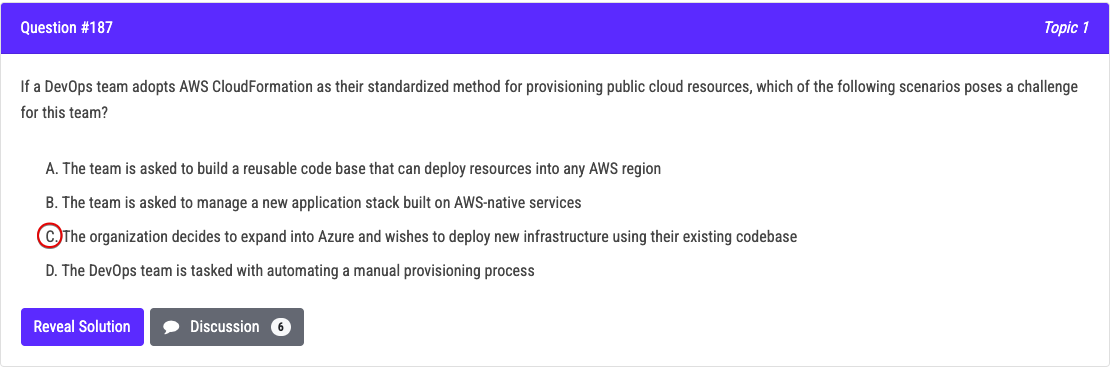 Question #187
Topic 1
If a DevOps team adopts AWS CloudFormation as their standardized method for provisioning public cloud resources, which of the following scenarios poses a challenge
for this team?
A. The team is asked to build a reusable code base that can deploy resources into any AWS region
B. The team is asked to manage a new application stack built on AWS-native services
C. The organization decides to expand into Azure and wishes to deploy new infrastructure using their existing codebase
D. The DevOps team is tasked with automating a manual provisioning process
Reveal Solution
Discussion 6